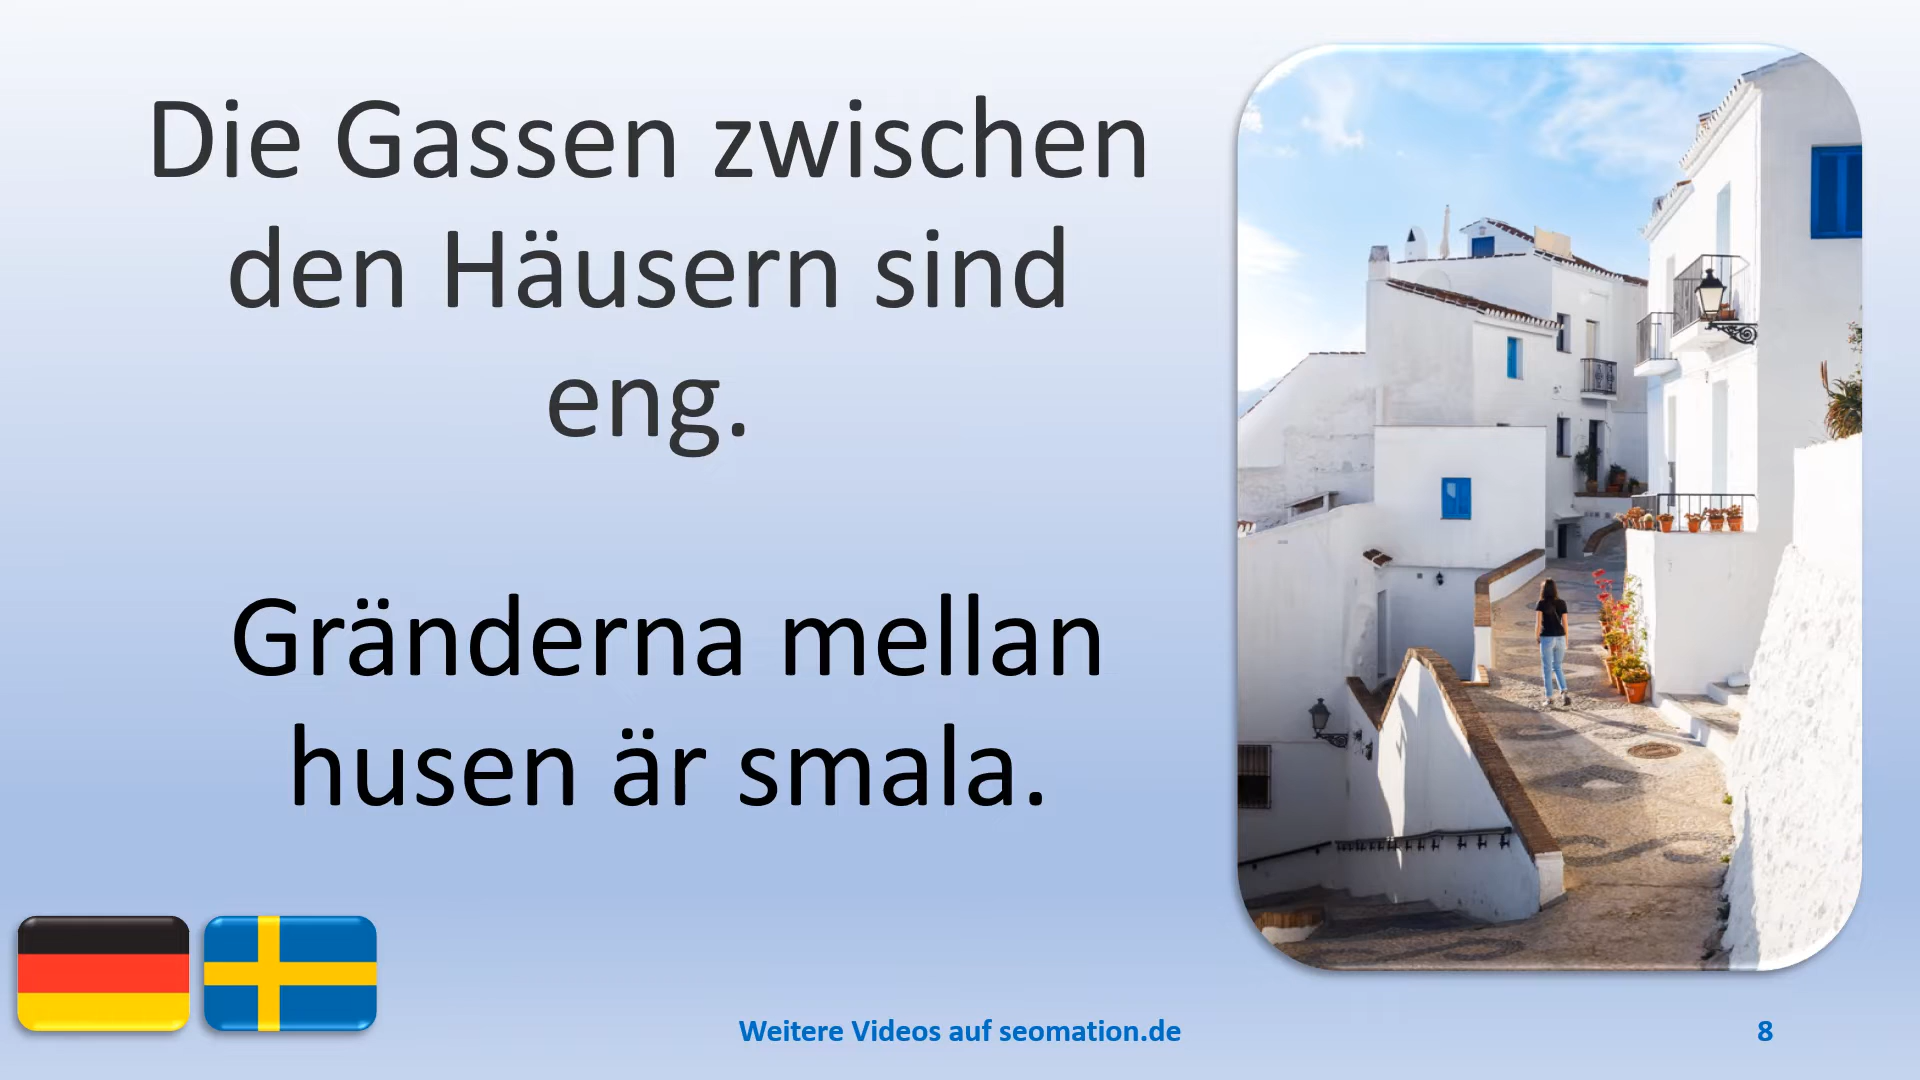 Die Gassen zwischen
den Häusern sind
eng.
Gränderna mellan
husen är smala.
Weitere Videos auf seomation.de
8